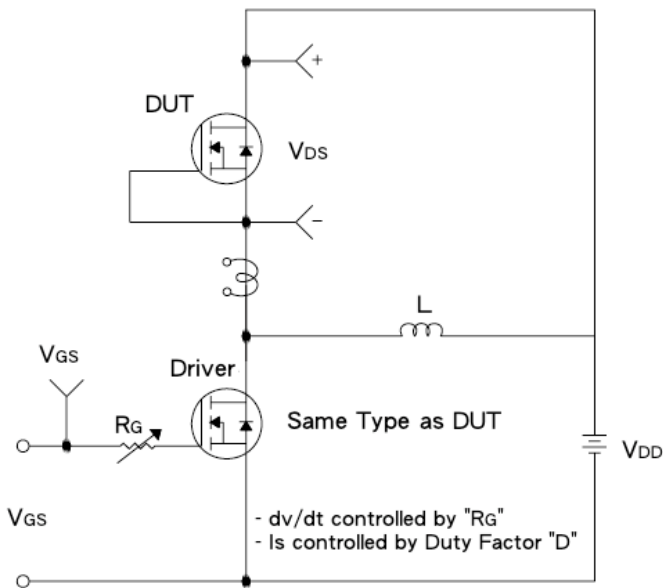 +
DUT
VDS
-
L
VGS
Driver
RG
Same Type as DUT
VDD
VGS
- dv/dt controlled by "RG"
- Is controlled by Duty Factor "D"